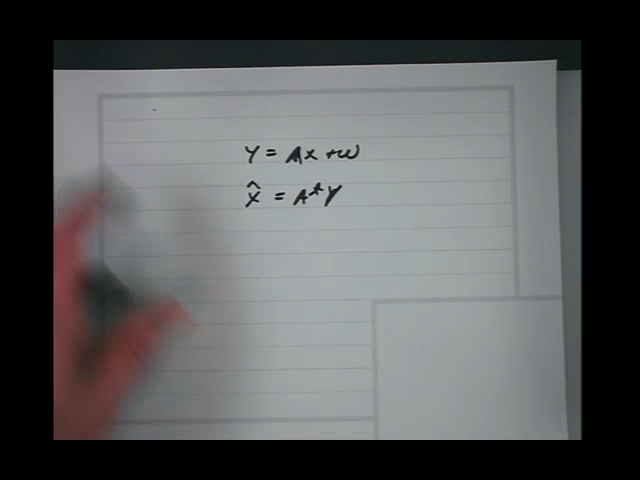 y = Ax + w
x̂ = A†y